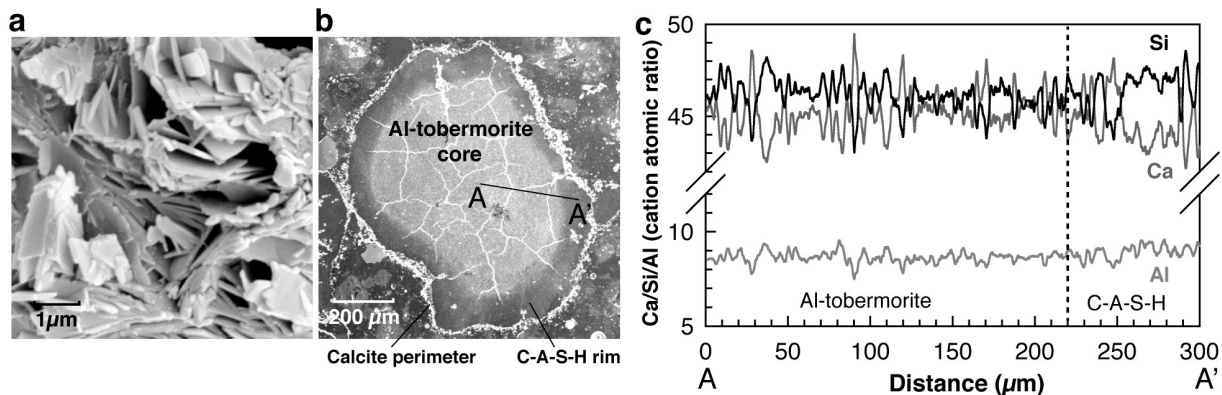 a
1µm
b
Al-tobermorite
core
A
A'
200 µm
Calcite perimeter
C-A-S-H rim
c
Ca/Si/Al (cation atomic ratio)
50
45
10
5
Si
Ca
Al
Al-tobermorite
C-A-S-H
0
50
100
150
200
250
300
A
Distance (µm)
A'